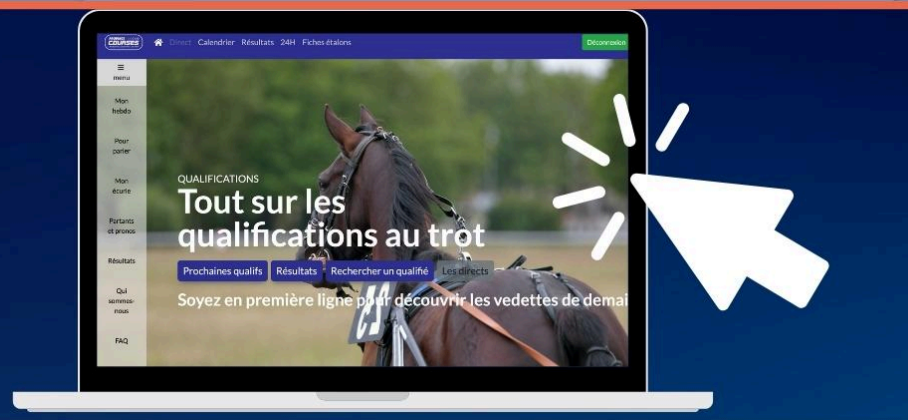 COURSES
Direct Calendrier Résultats 24H Fiches étalons
Déconnexion
menu
Mon
hebdo
Pour
parier
Mon
écurie
Partants
et pronos
Résultats
Qui
sommes-
nous
FAQ
QUALIFICATIONS
Tout sur les
qualifications au trot
Prochaines qualifs Résultats Rechercher un qualifié Les directs
Soyez en première ligne pour découvrir les vedettes de demai